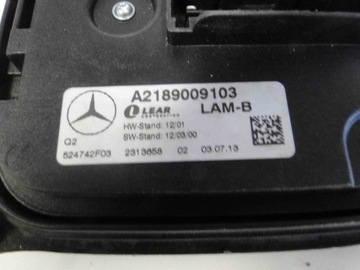 A2189009103
LEAR CORPORATION LAM-B
HW-Stand: 12/01
SW-Stand: 12/03/00
Q2
524742F03 2313658 02 03.07.13